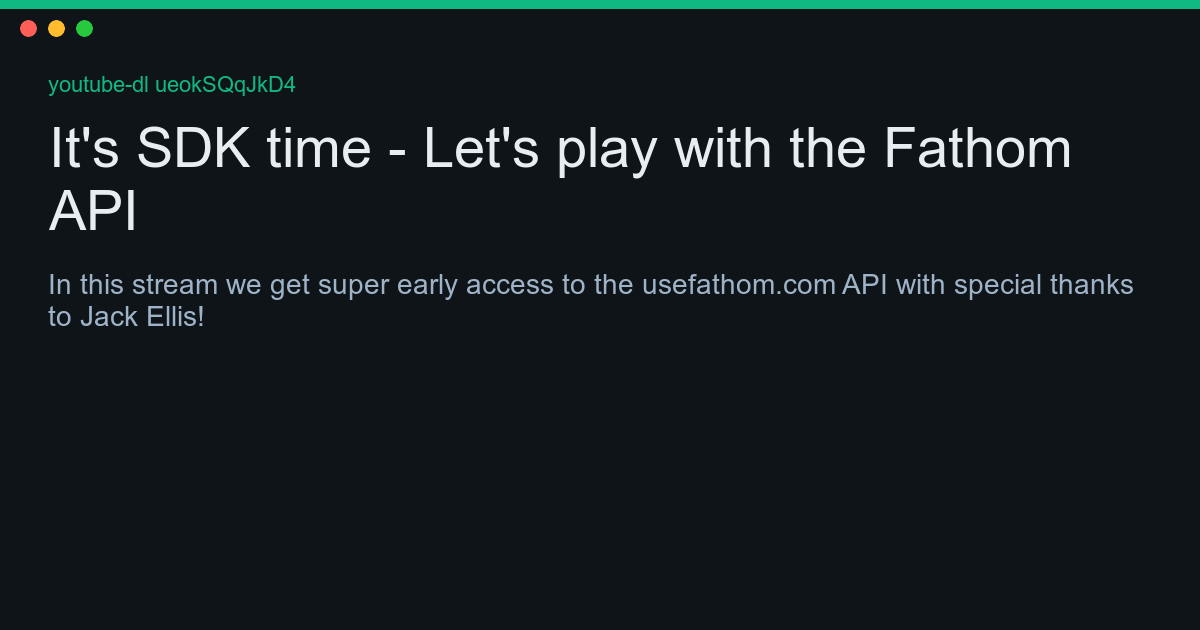 youtube-dl ueokSQqJkD4
It's SDK time - Let's play with the Fathom
API
In this stream we get super early access to the usefathom.com API with special thanks
to Jack Ellis!